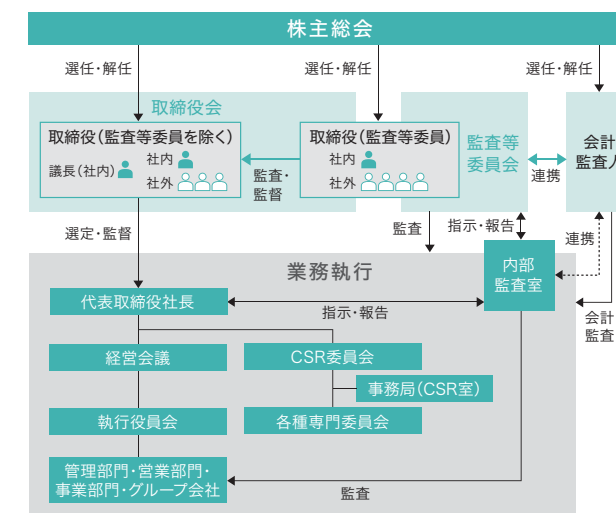 株主総会
選任・解任
選任・解任
選任・解任
取締役会
取締役（監査等委員を除く）
議長（社内）
社内
社外
監査・
監督
取締役（監査等委員）
社内
社外
監査等
委員会
連携
会計
監査人
選定・監督
監査
指示・報告
連携
業務執行
内部
監査室
代表取締役社長
指示・報告
会計
監査
経営会議
CSR委員会
事務局（CSR室）
執行役員会
各種専門委員会
管理部門・営業部門・
事業部門・グループ会社
監査